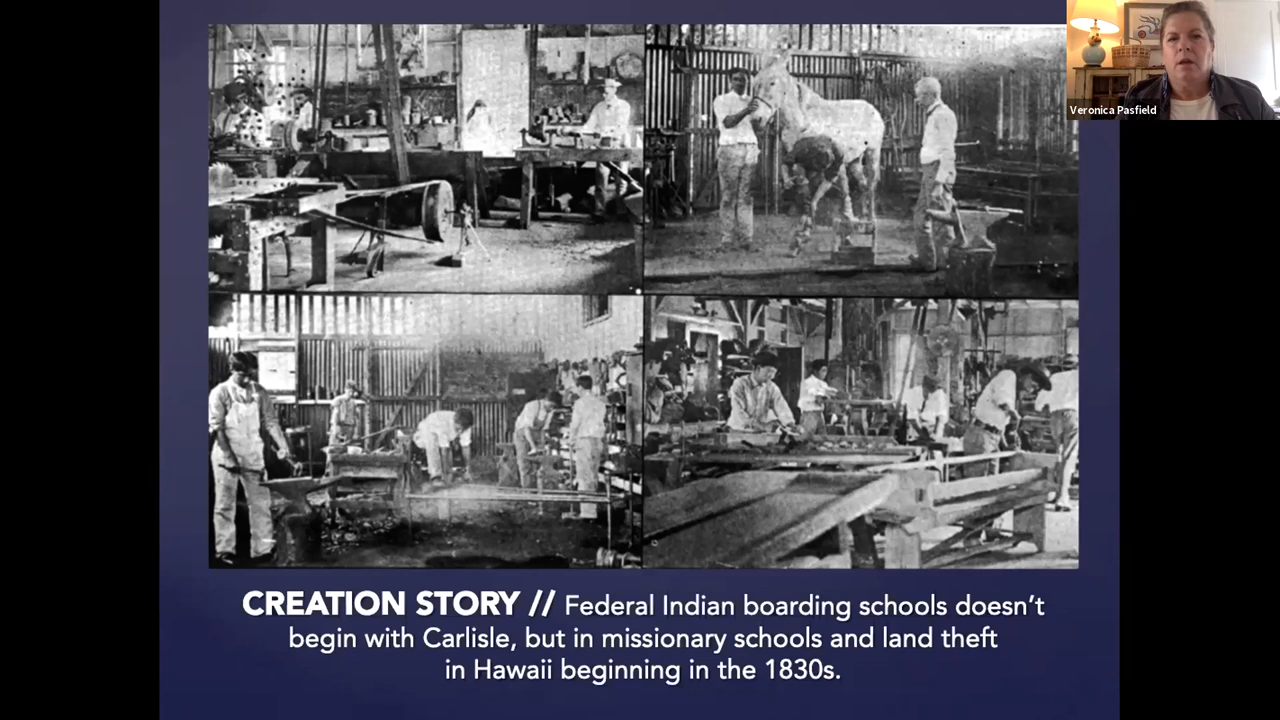 Veronica Pasfield
CREATION STORY // Federal Indian boarding schools doesn’t
begin with Carlisle, but in missionary schools and land theft
in Hawaii beginning in the 1830s.